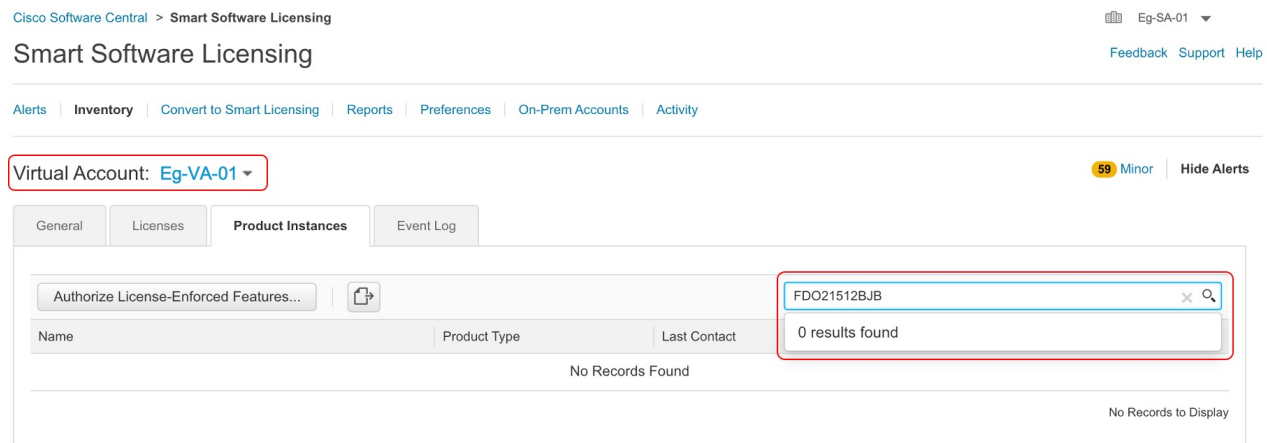 Cisco Software Central > Smart Software Licensing
Eg-SA-01
Smart Software Licensing
Feedback Support Help
Alerts Inventory Convert to Smart Licensing Reports Preferences On-Prem Accounts Activity
Virtual Account: Eg-VA-01
59 Minor Hide Alerts
General Licenses Product Instances Event Log
Authorize License-Enforced Features...
FDO21512BJB
0 results found
Name Product Type Last Contact
No Records Found
No Records to Display